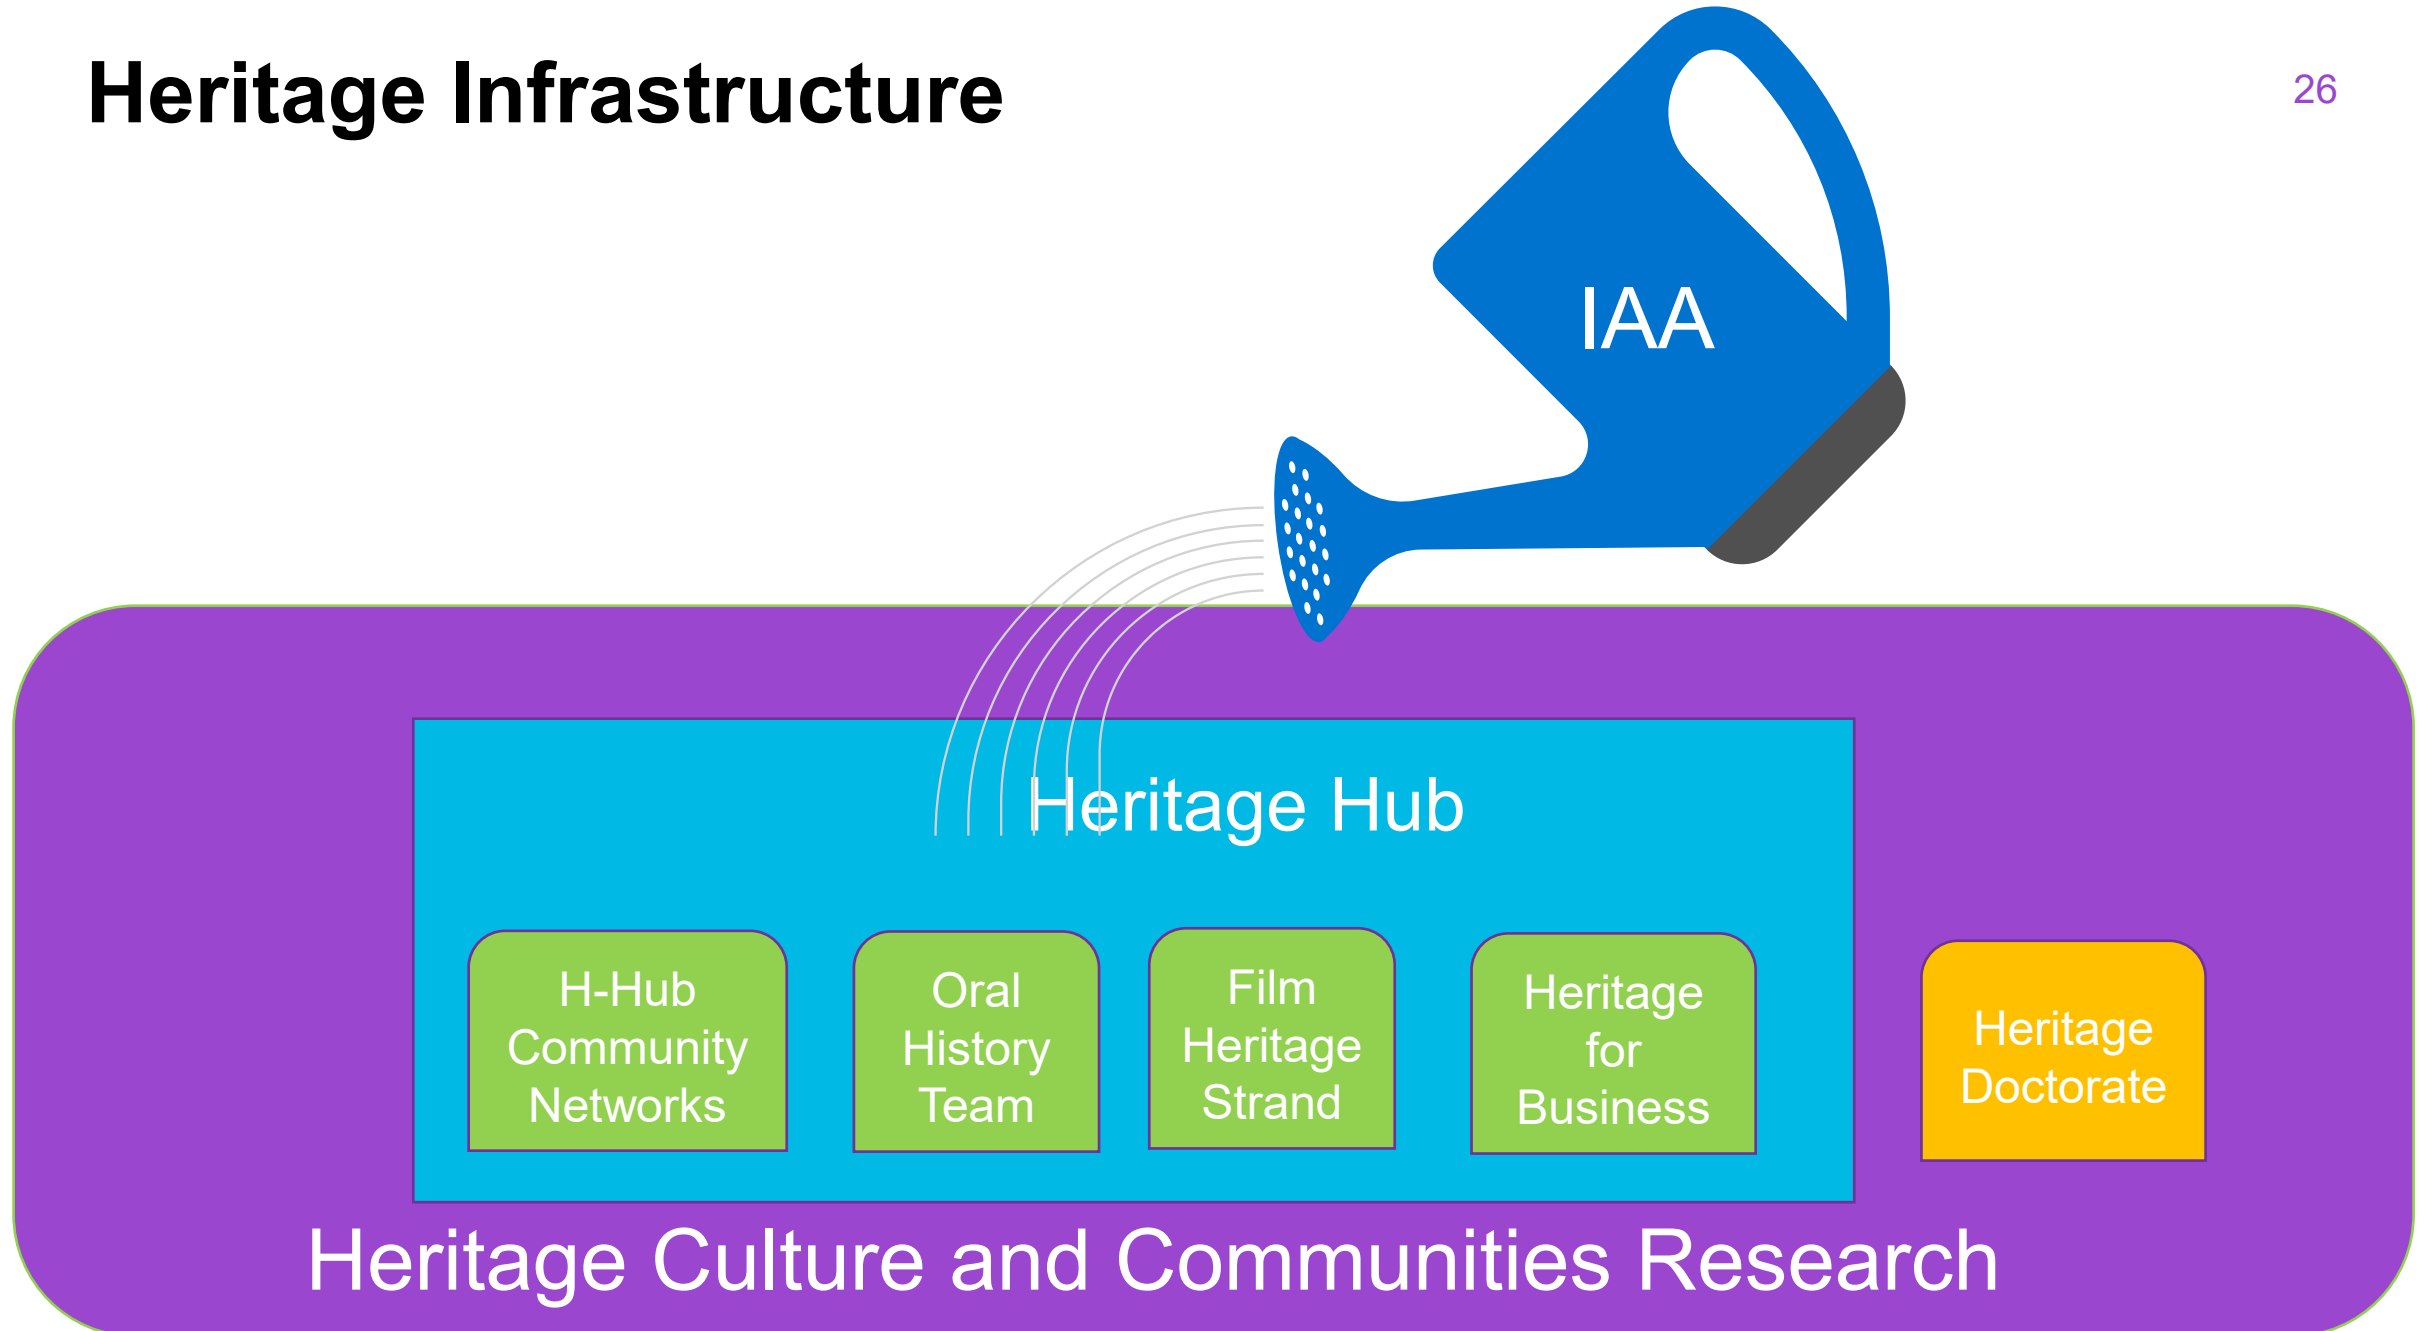 Heritage Infrastructure
26
IAA
Heritage Hub
H-Hub
Community
Networks
Oral
History
Team
Film
Heritage
Strand
Heritage
for
Business
Heritage
Doctorate
Heritage Culture and Communities Research